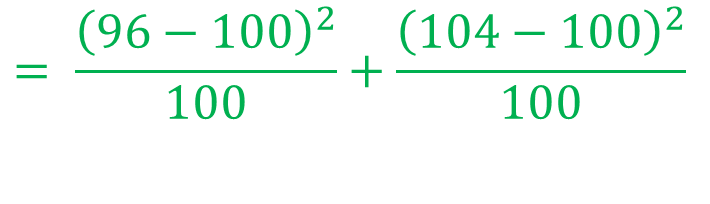 = (96 − 100)² / 100 + (104 − 100)² / 100